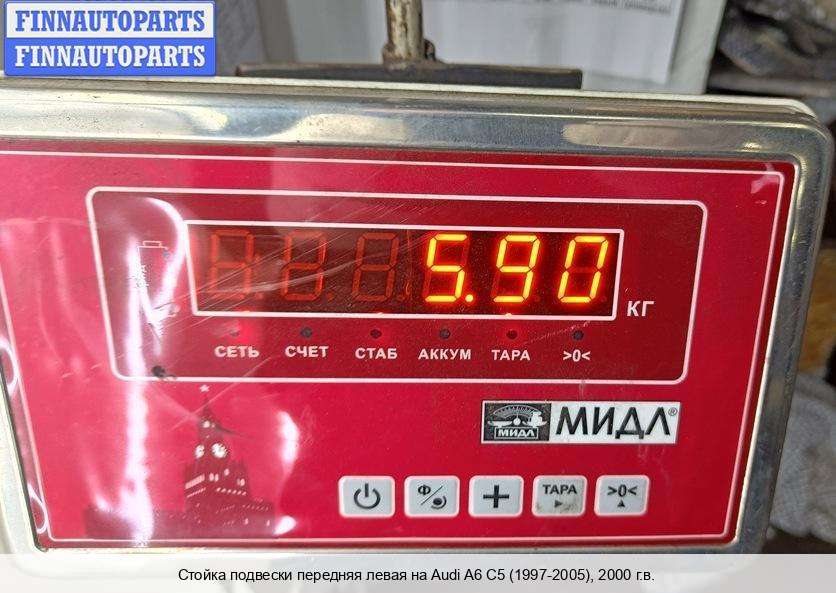 FINNAUTOPARTS
FINNAUTOPARTS
5.90
КГ
СЕТЬ СЧЕТ СТАБ АККУМ ТАРА >0<
МИДЛ МИДЛ®
Ф ТАРА >0<
Стойка подвески передняя левая на Audi A6 C5 (1997-2005), 2000 г.в.